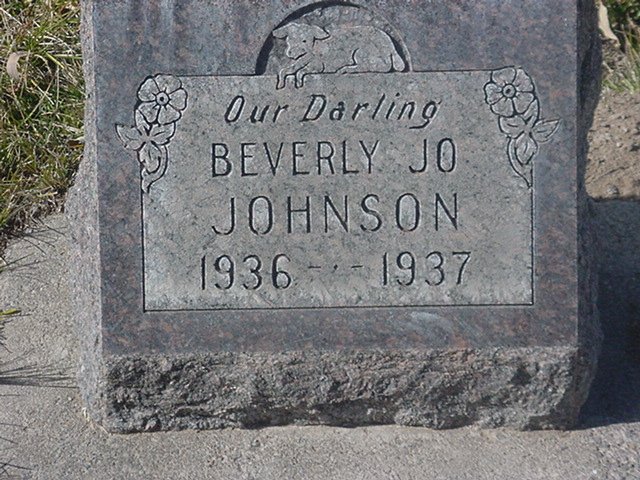 Our Darling
BEVERLY JO
JOHNSON
1936 --- 1937